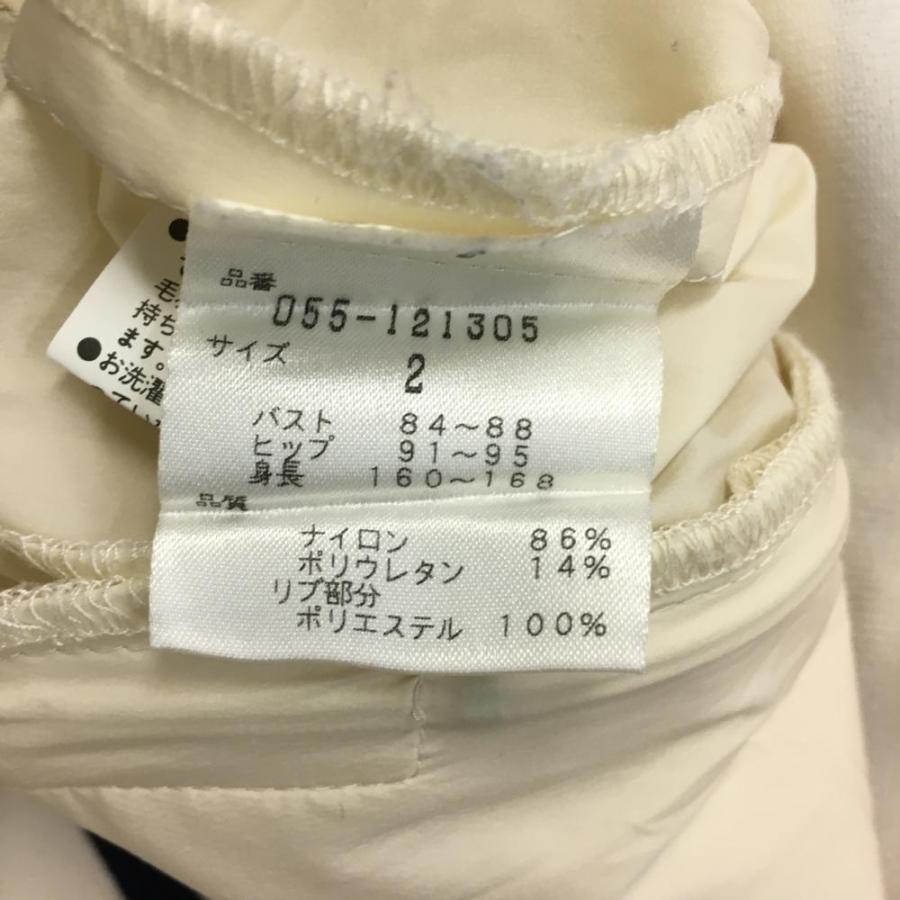 品番
055-121305
サイズ
2
バスト 84～88
ヒップ 91～95
身長 160～168
品質
ナイロン 86%
ポリウレタン 14%
リブ部分
ポリエステル 100%
●
毛
持ち
ます。
●お洗濯